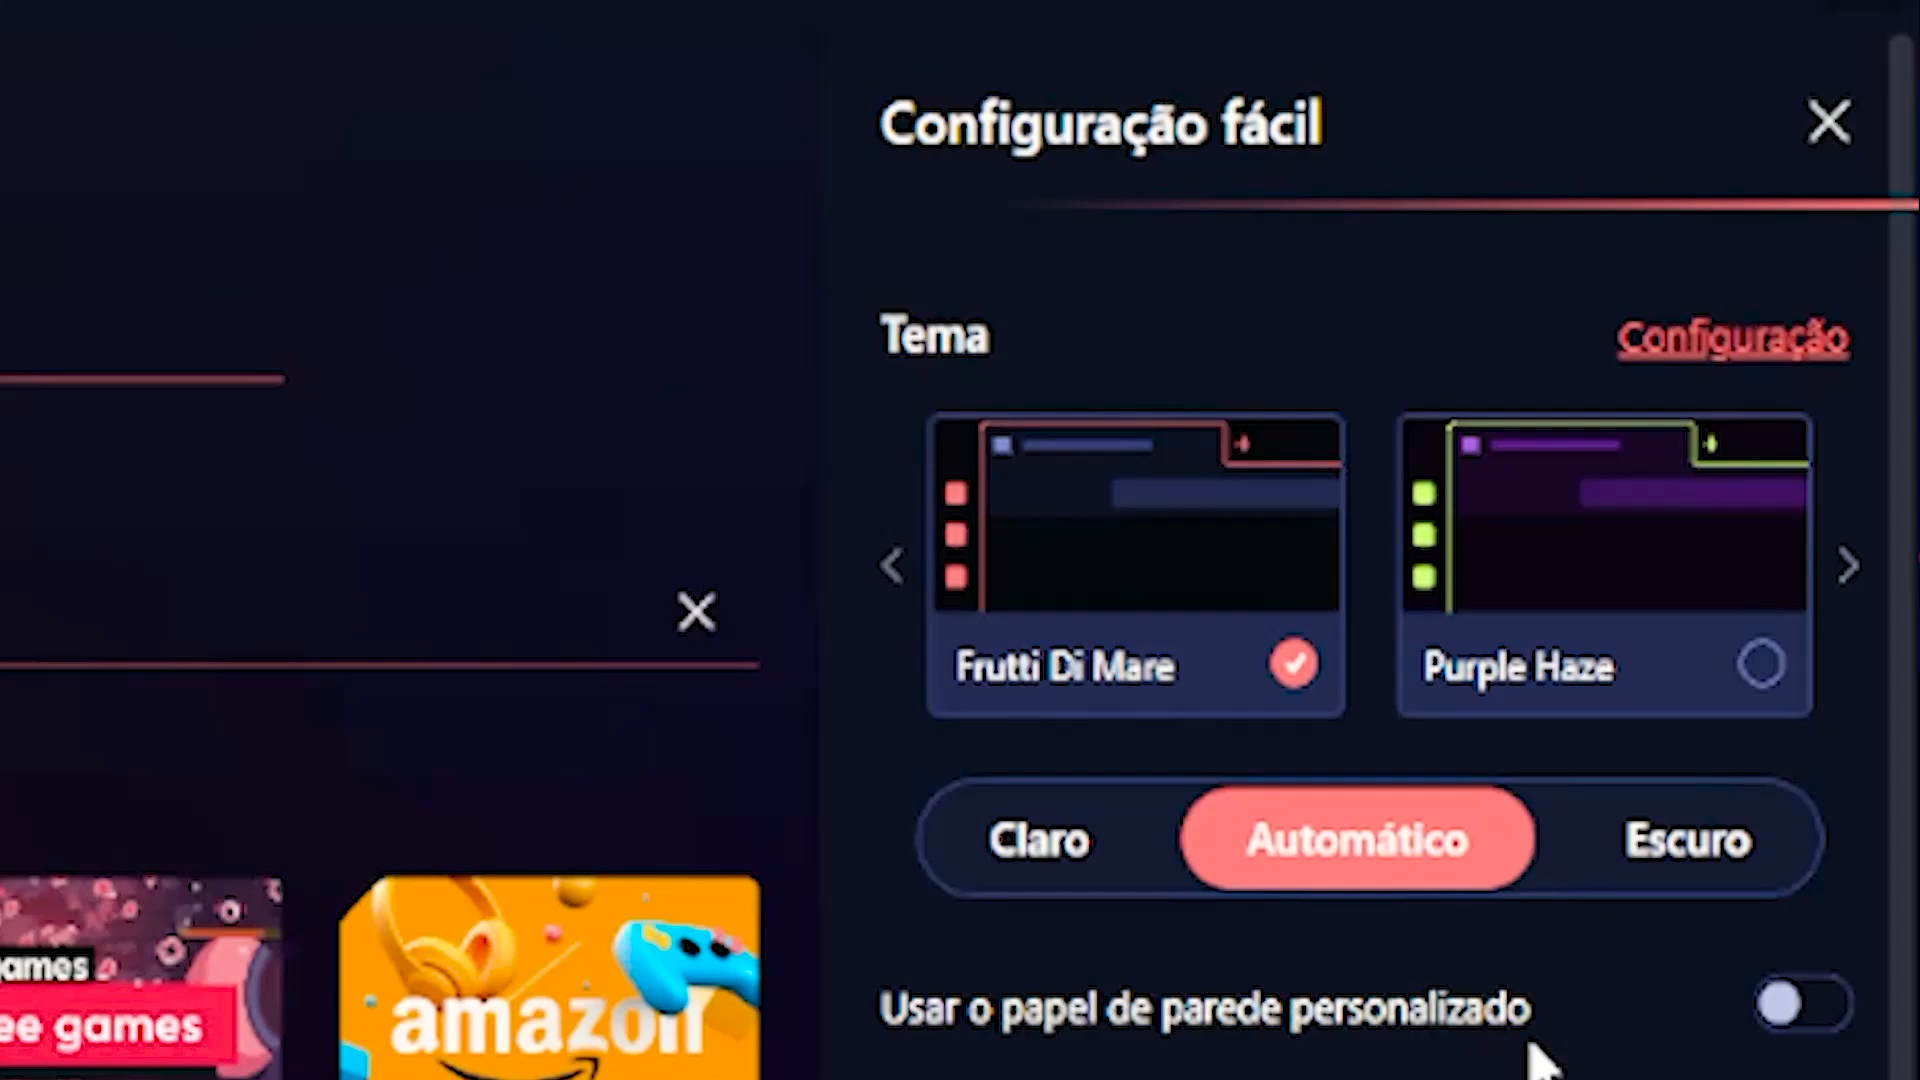 Configuração fácil
Tema
Configuração
Frutti Di Mare
Purple Haze
Claro
Automático
Escuro
Usar o papel de parede personalizado
games
amazon